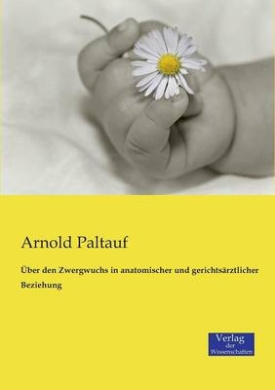 Arnold Paltauf
Über den Zwergwuchs in anatomischer und gerichtsärztlicher
Beziehung
Verlag
der
Wissenschaften